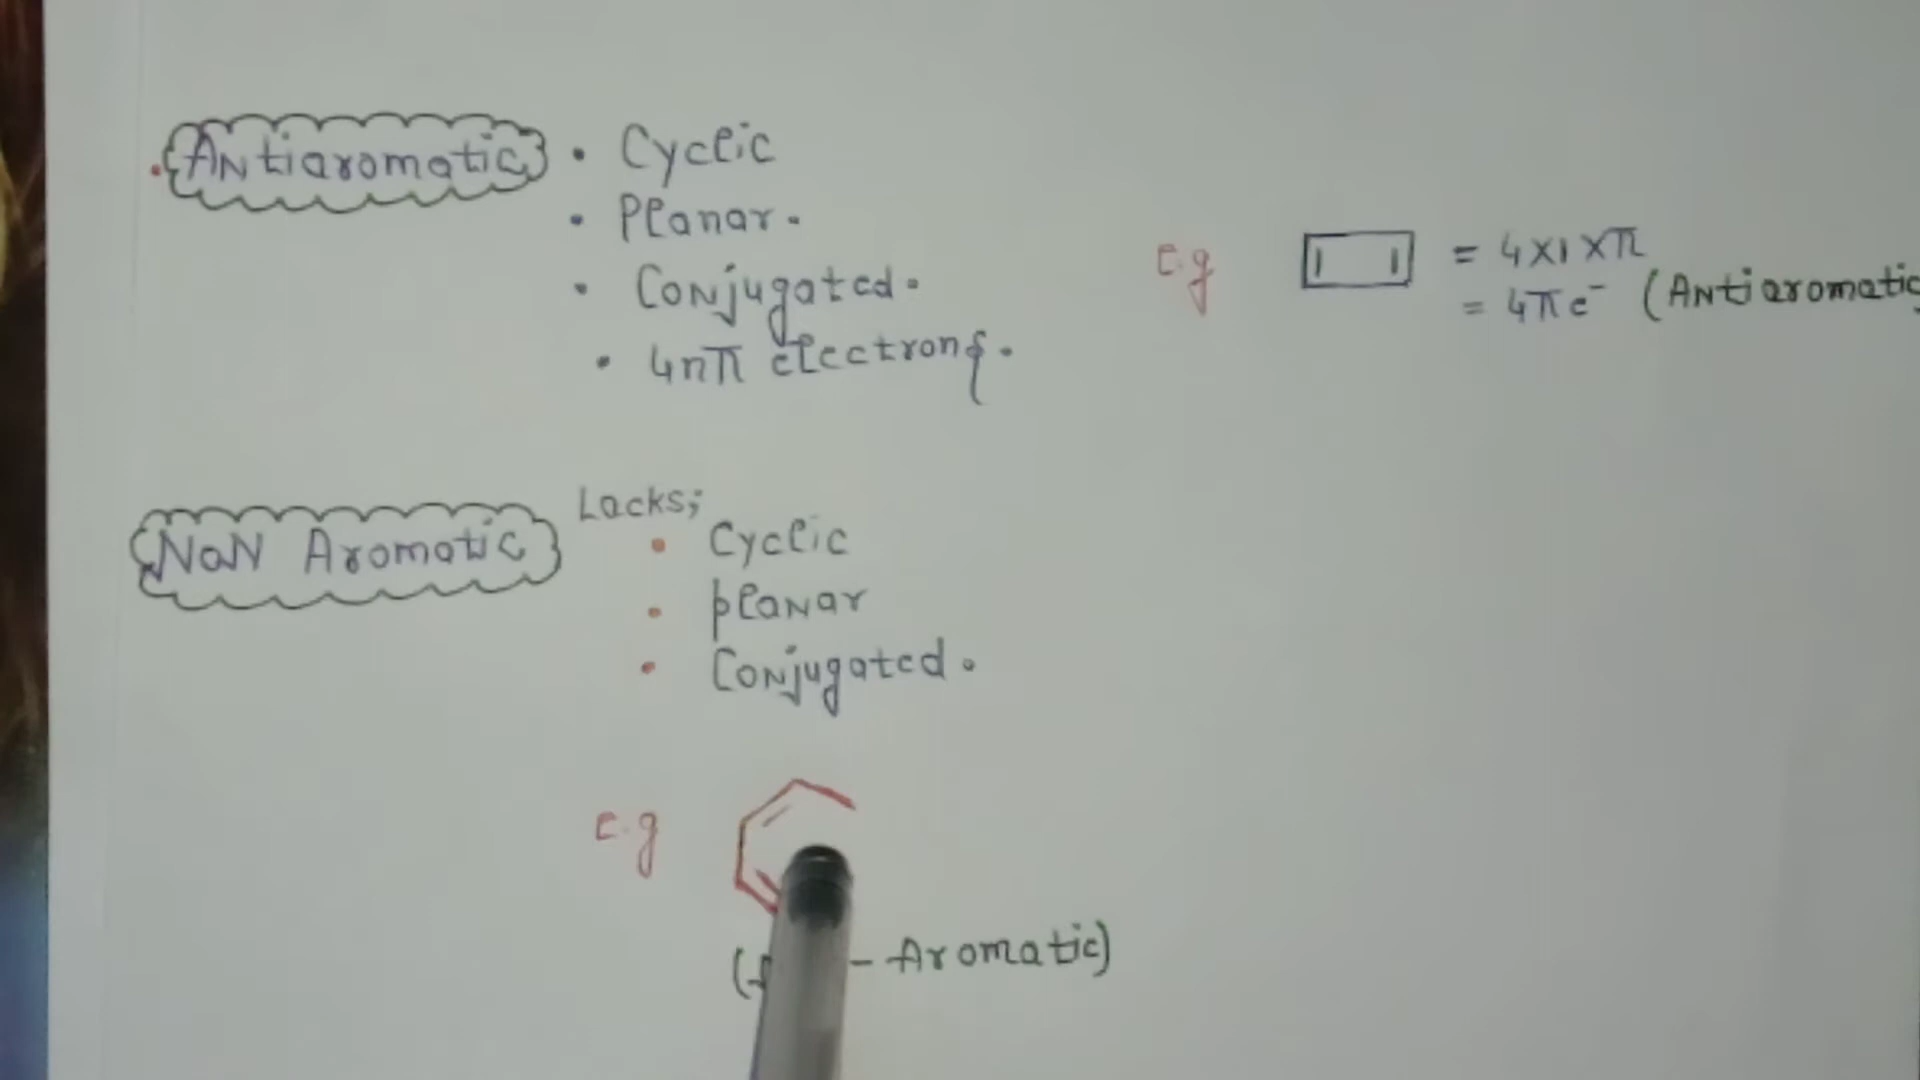 Antiaromatic • Cyclic
• Planar.
• Conjugated.
• 4nπ electrons.
e.g = 4×1×π
= 4πe⁻ (Antiaromatic
Non Aromatic Lacks;
• Cyclic
• planar
• Conjugated.
e.g
- Aromatic)